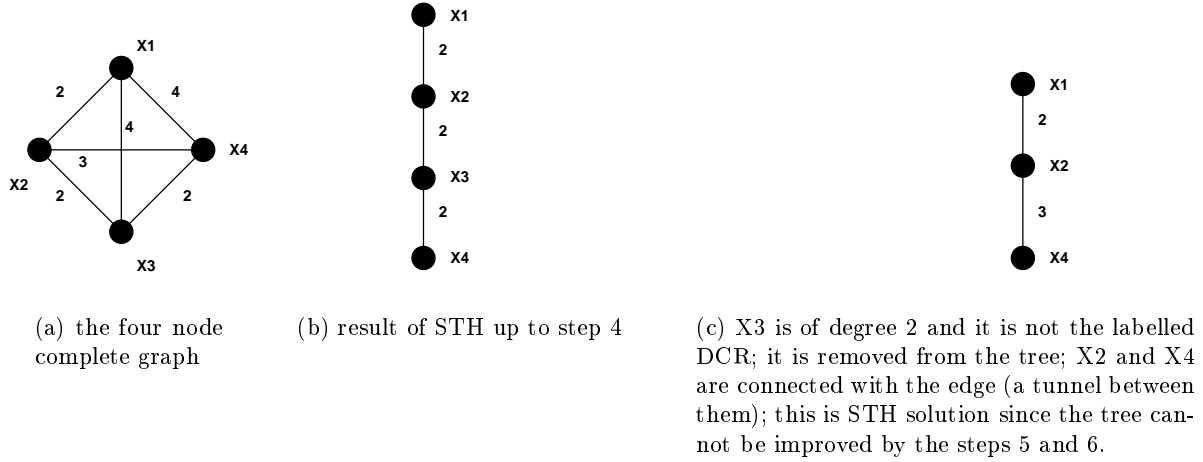 X1
2
4
4
3
X4
X2
2
2
X3
(a) the four node
complete graph
X1
2
X2
2
X3
2
X4
(b) result of STH up to step 4
X1
2
X2
3
X4
(c) X3 is of degree 2 and it is not the labelled
DCR; it is removed from the tree; X2 and X4
are connected with the edge (a tunnel between
them); this is STH solution since the tree can-
not be improved by the steps 5 and 6.